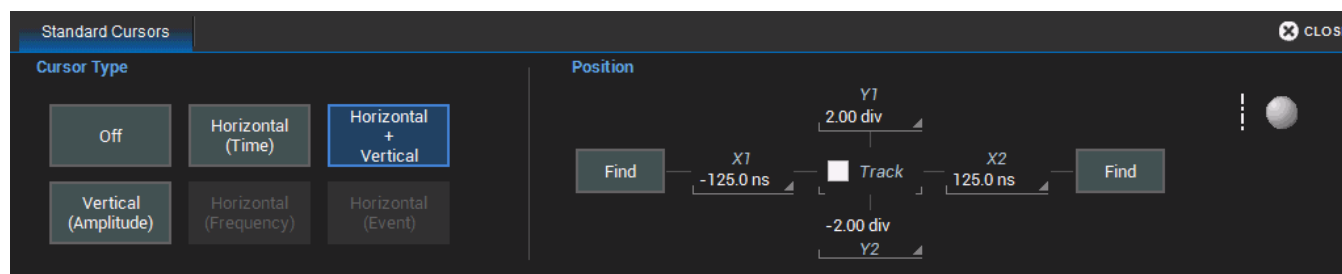 Standard Cursors
CLOS
Cursor Type
Position
Off
Horizontal
(Time)
Horizontal
+
Vertical
Vertical
(Amplitude)
Horizontal
(Frequency)
Horizontal
(Event)
Y1
2.00 div
Find
X1
-125.0 ns
Track
X2
125.0 ns
Find
-2.00 div
Y2